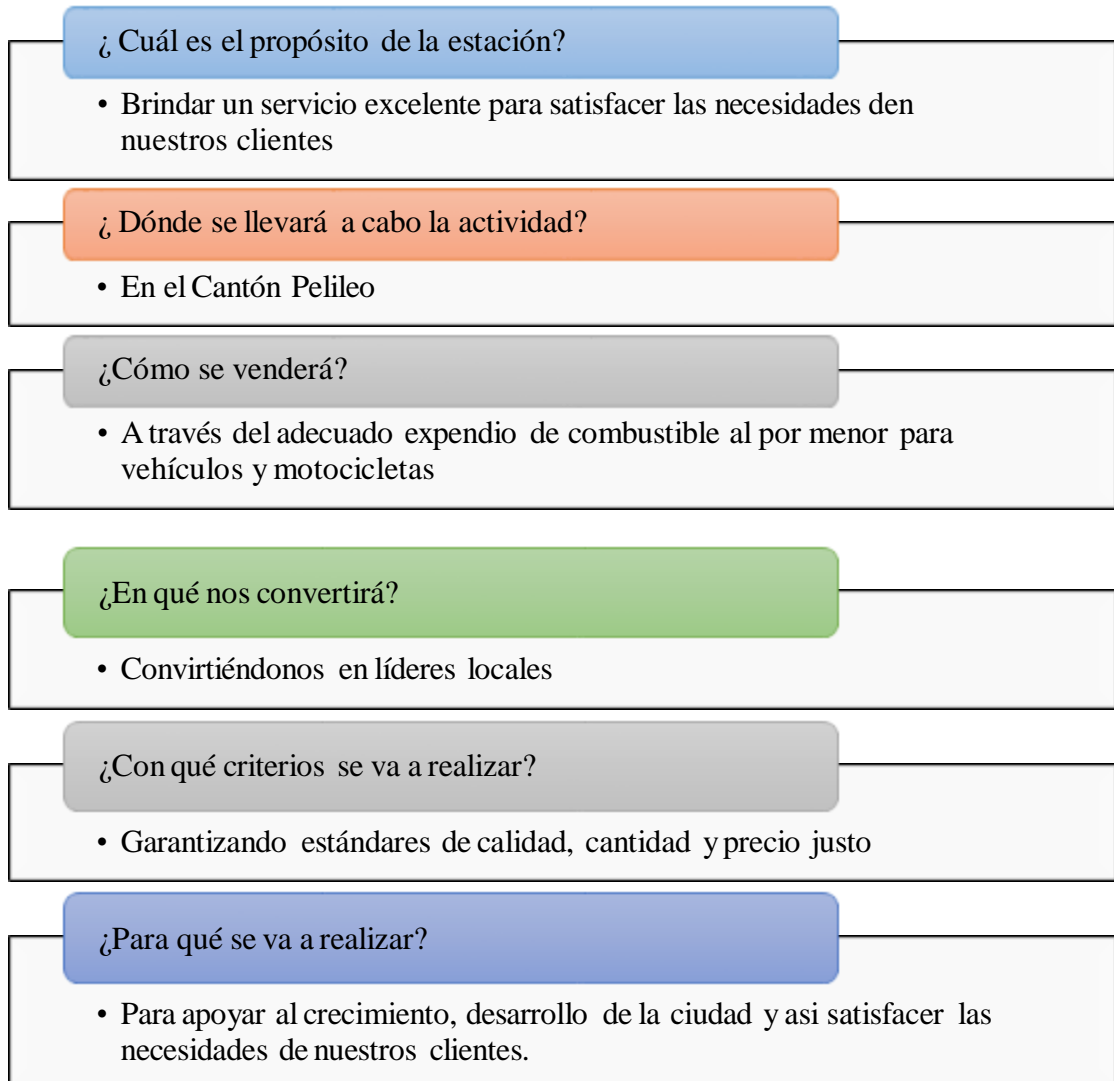 ¿ Cuál es el propósito de la estación?
• Brindar un servicio excelente para satisfacer las necesidades den
nuestros clientes
¿ Dónde se llevará a cabo la actividad?
• En el Cantón Pelileo
¿Cómo se venderá?
• A través del adecuado expendio de combustible al por menor para
vehículos y motocicletas
¿En qué nos convertirá?
• Convirtiéndonos en líderes locales
¿Con qué criterios se va a realizar?
• Garantizando estándares de calidad, cantidad y precio justo
¿Para qué se va a realizar?
• Para apoyar al crecimiento, desarrollo de la ciudad y asi satisfacer las
necesidades de nuestros clientes.